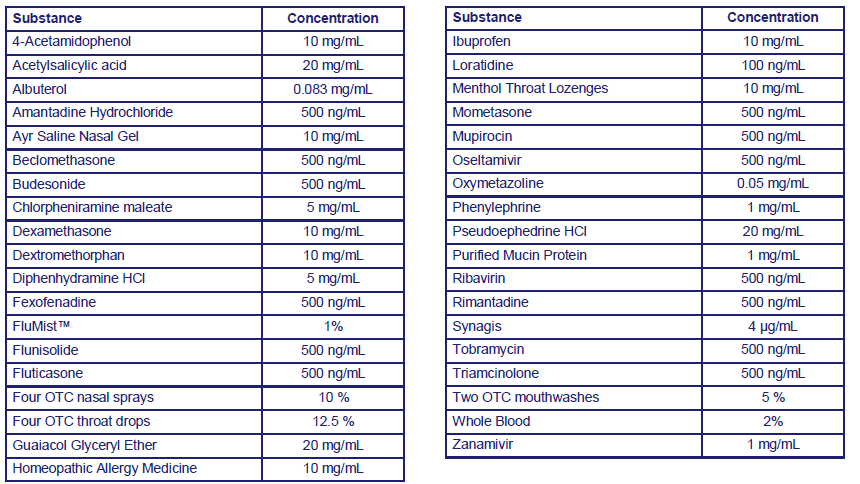 Substance Concentration
4-Acetamidophenol 10 mg/mL
Acetylsalicylic acid 20 mg/mL
Albuterol 0.083 mg/mL
Amantadine Hydrochloride 500 ng/mL
Ayr Saline Nasal Gel 10 mg/mL
Beclomethasone 500 ng/mL
Budesonide 500 ng/mL
Chlorpheniramine maleate 5 mg/mL
Dexamethasone 10 mg/mL
Dextromethorphan 10 mg/mL
Diphenhydramine HCl 5 mg/mL
Fexofenadine 500 ng/mL
FluMist™ 1%
Flunisolide 500 ng/mL
Fluticasone 500 ng/mL
Four OTC nasal sprays 10 %
Four OTC throat drops 12.5 %
Guaiacol Glyceryl Ether 20 mg/mL
Homeopathic Allergy Medicine 10 mg/mL
Substance Concentration
Ibuprofen 10 mg/mL
Loratidine 100 ng/mL
Menthol Throat Lozenges 10 mg/mL
Mometasone 500 ng/mL
Mupirocin 500 ng/mL
Oseltamivir 500 ng/mL
Oxymetazoline 0.05 mg/mL
Phenylephrine 1 mg/mL
Pseudoephedrine HCl 20 mg/mL
Purified Mucin Protein 1 mg/mL
Ribavirin 500 ng/mL
Rimantadine 500 ng/mL
Synagis 4 µg/mL
Tobramycin 500 ng/mL
Triamcinolone 500 ng/mL
Two OTC mouthwashes 5 %
Whole Blood 2%
Zanamivir 1 mg/mL